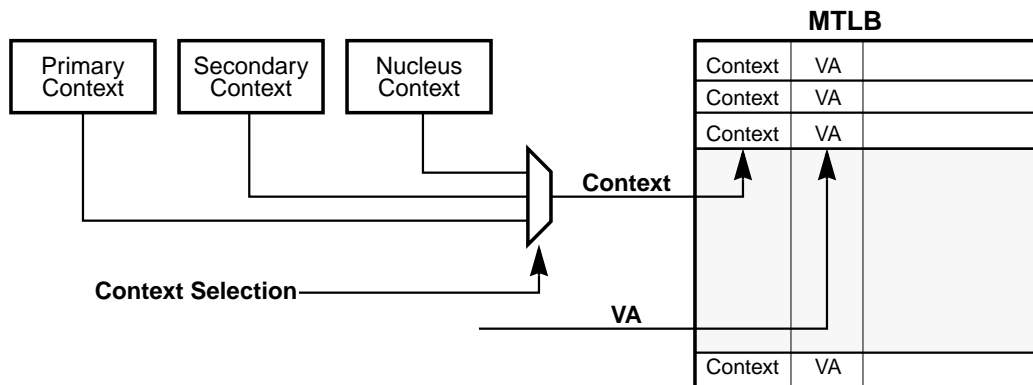 MTLB
Primary
Context
Secondary
Context
Nucleus
Context
Context VA
Context VA
Context VA
Context
Context Selection
VA
Context VA